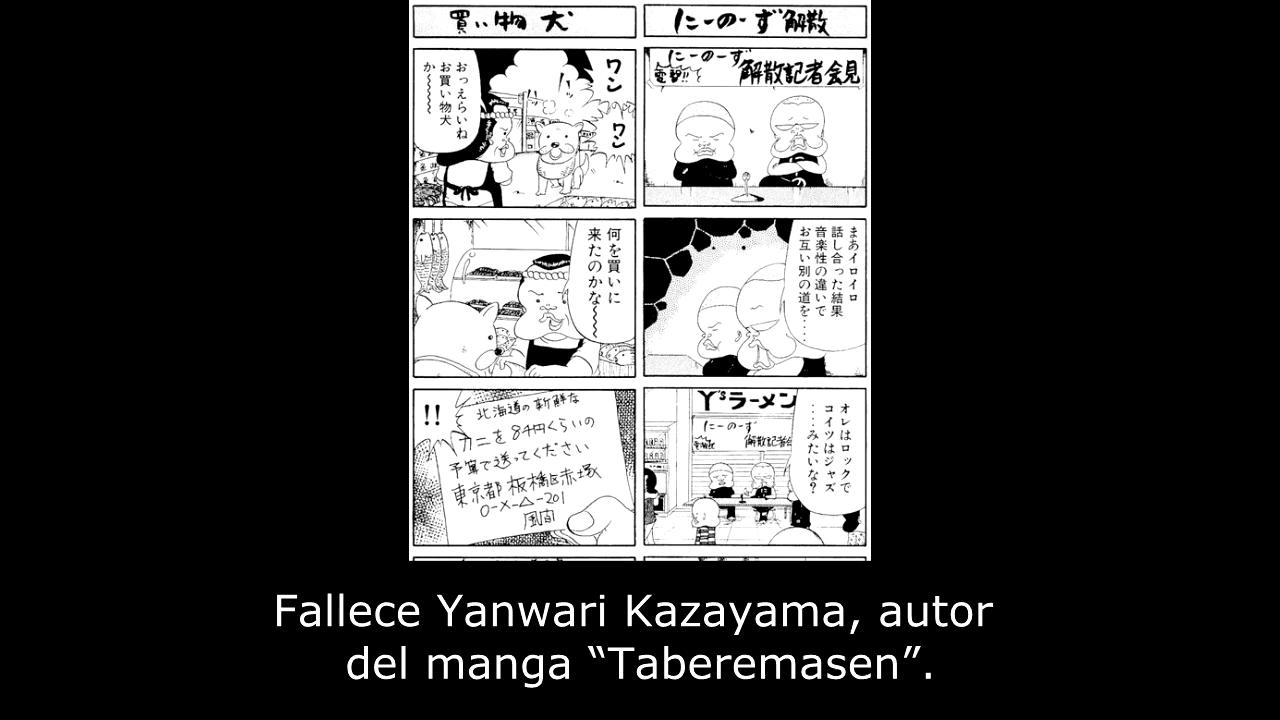 にーのーず解散
にーのーず
電撃!!
解散記者会見
まあイロイロ
話し合った結果
音楽性の違いで
お互い別の道を‥‥
オレはロックで
コイツはジャズ
‥‥みたいな?
Y'sラーメン
にーのーず
解散記者会
買い物 犬
ワン
ワン
おっえらいね
お買い物犬
か〜〜〜〜
何を買いに
来たのかな〜〜〜
!!
北海道の新鮮な
カニを8千円くらいの
予算で送ってください
東京都 板橋区赤塚
0-X-△-201
風間
Fallece Yanwari Kazayama, autor
del manga “Taberemasen”.